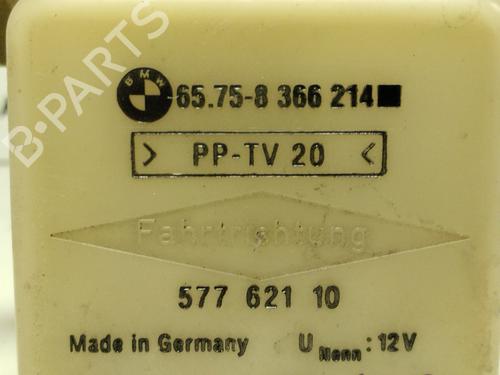 BMW 65.75-8 366 214■
> PP-TV 20 <
Fahrtrichtung
577 621 10
Made in Germany U Nenn : 12V
B-PARTS